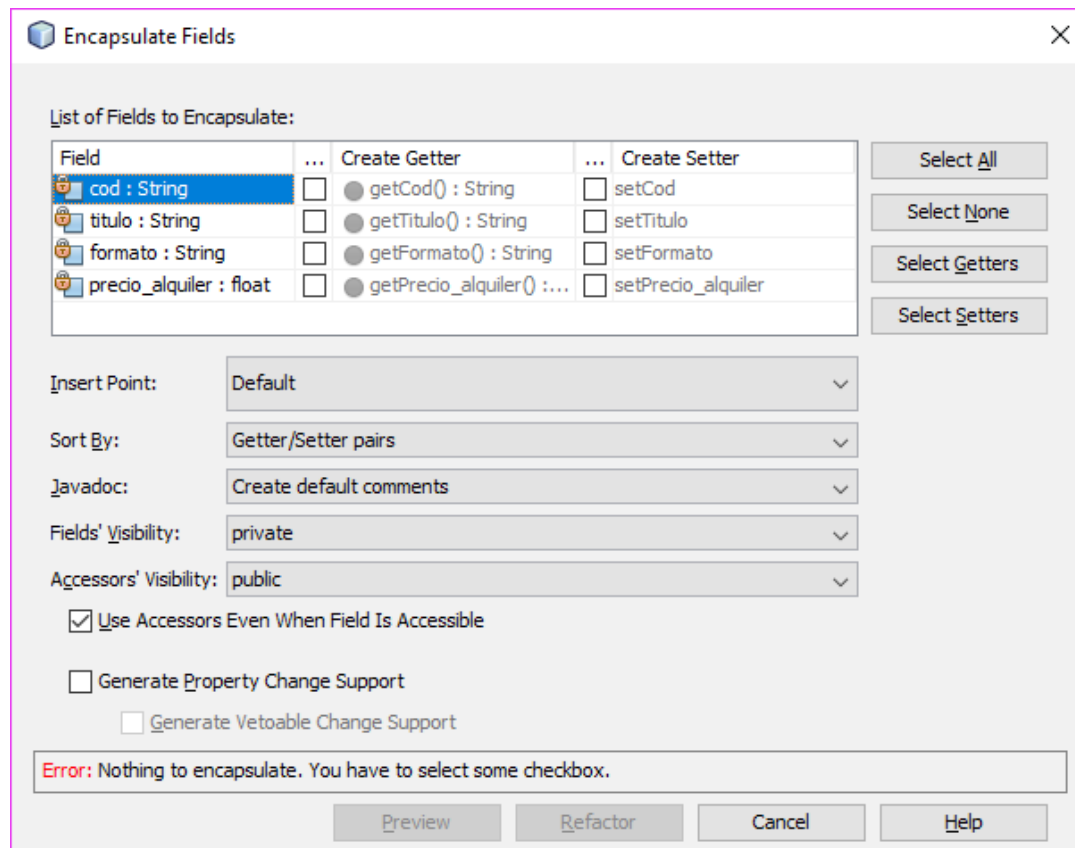 Encapsulate Fields
List of Fields to Encapsulate:
Field ... Create Getter ... Create Setter
cod : String getCod() : String setCod
titulo : String getTitulo() : String setTitulo
formato : String getFormato() : String setFormato
precio_alquiler : float getPrecio_alquiler() :... setPrecio_alquiler
Select All
Select None
Select Getters
Select Setters
Insert Point: Default
Sort By: Getter/Setter pairs
Javadoc: Create default comments
Fields' Visibility: private
Accessors' Visibility: public
Use Accessors Even When Field Is Accessible
Generate Property Change Support
Generate Vetoable Change Support
Error: Nothing to encapsulate. You have to select some checkbox.
Preview Refactor Cancel Help